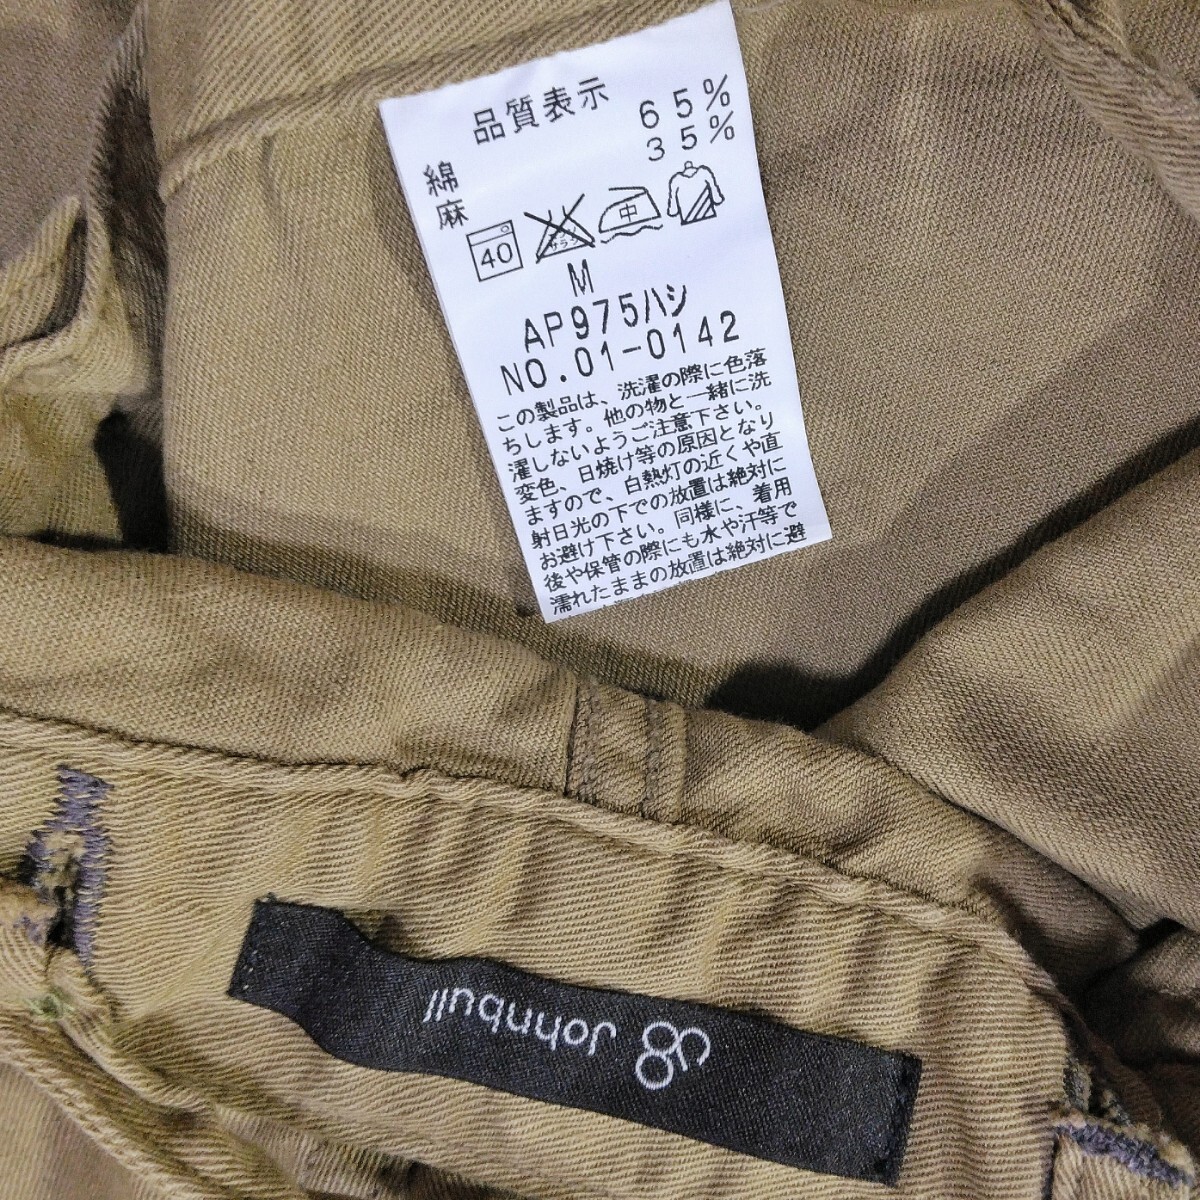 品質表示
綿 65%
麻 35%
40
サラシ
中
M
AP975ハシ
NO.01-0142
この製品は、洗濯の際に色落
ちします。他の物と一緒に洗
濯しないようご注意下さい。
変色、日焼け等の原因となり
ますので、白熱灯の近くや直
射日光の下での放置は絶対に
お避け下さい。同様に、着用
後や保管の際にも水や汗等で
濡れたままの放置は絶対に避
Johnbull